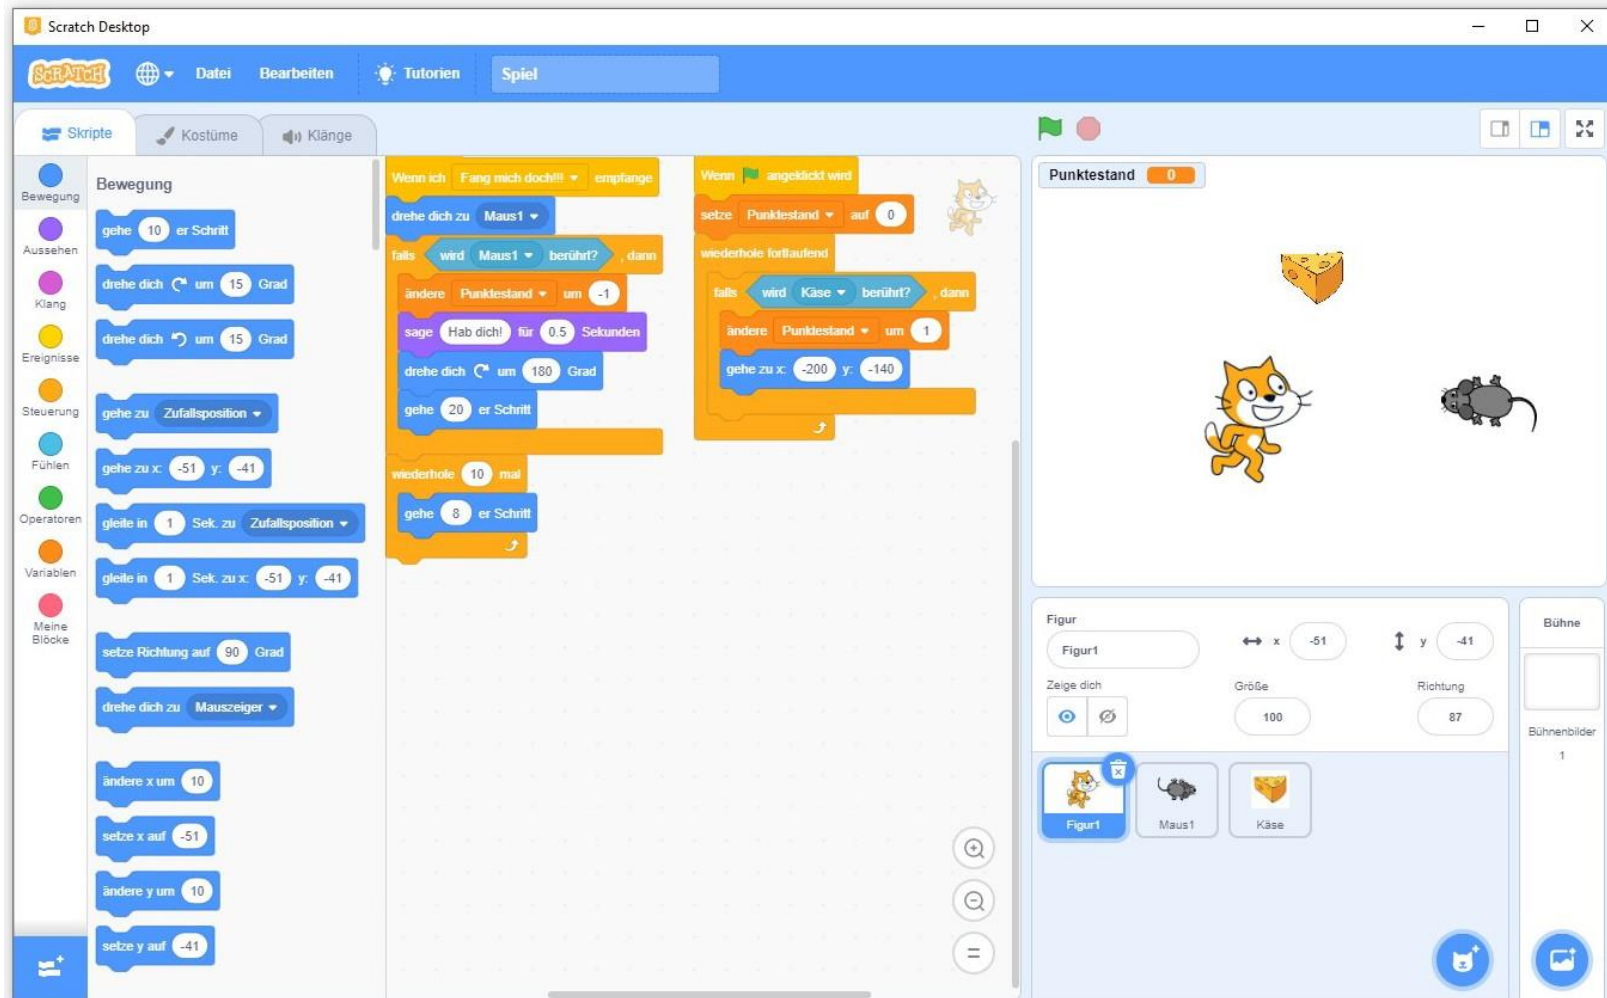 Scratch Desktop
SCRATCH
Datei Bearbeiten Tutorien Spiel
Skripte Kostüme Klänge
Bewegung
Aussehen
Klang
Ereignisse
Steuerung
Fühlen
Operatoren
Variablen
Meine
Blöcke
Bewegung
gehe 10 er Schritt
drehe dich um 15 Grad
drehe dich um 15 Grad
gehe zu Zufallsposition
gehe zu x: -51 y: -41
gleite in 1 Sek. zu Zufallsposition
gleite in 1 Sek. zu x: -51 y: -41
setze Richtung auf 90 Grad
drehe dich zu Mauszeiger
ändere x um 10
setze x auf -51
ändere y um 10
setze y auf -41
Wenn ich Fang mich doch!!! empfange
drehe dich zu Maus1
falls wird Maus1 berührt? , dann
ändere Punktestand um -1
sage Hab dich! für 0.5 Sekunden
drehe dich um 180 Grad
gehe 20 er Schritt
wiederhole 10 mal
gehe 8 er Schritt
Wenn angeklickt wird
setze Punktestand auf 0
wiederhole fortlaufend
falls wird Käse berührt? , dann
ändere Punktestand um 1
gehe zu x: -200 y: -140
Punktestand 0
Figur
Figur1
x -51 y -41
Zeige dich Größe Richtung
100 87
Figur1 Maus1 Käse
Bühne
Bühnenbilder
1